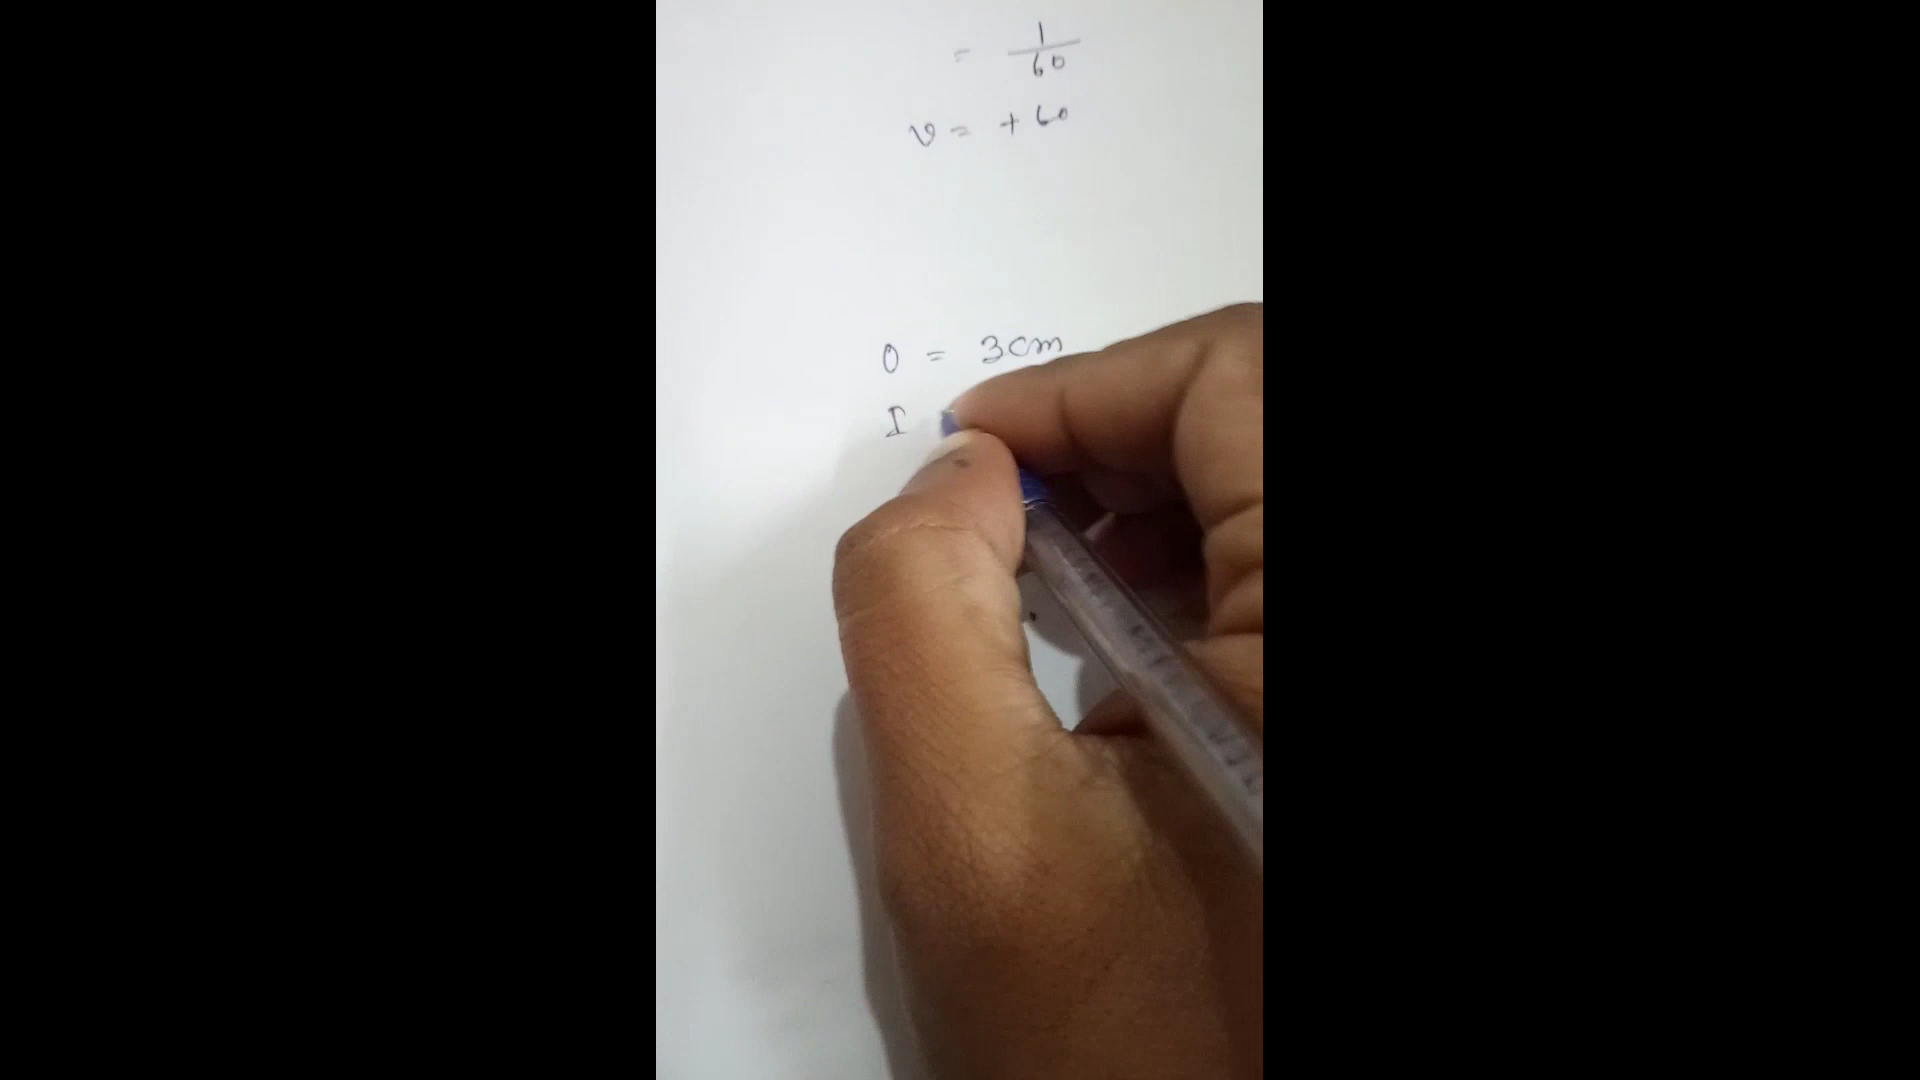 = 1/60
v = + 60
O = 3cm
I